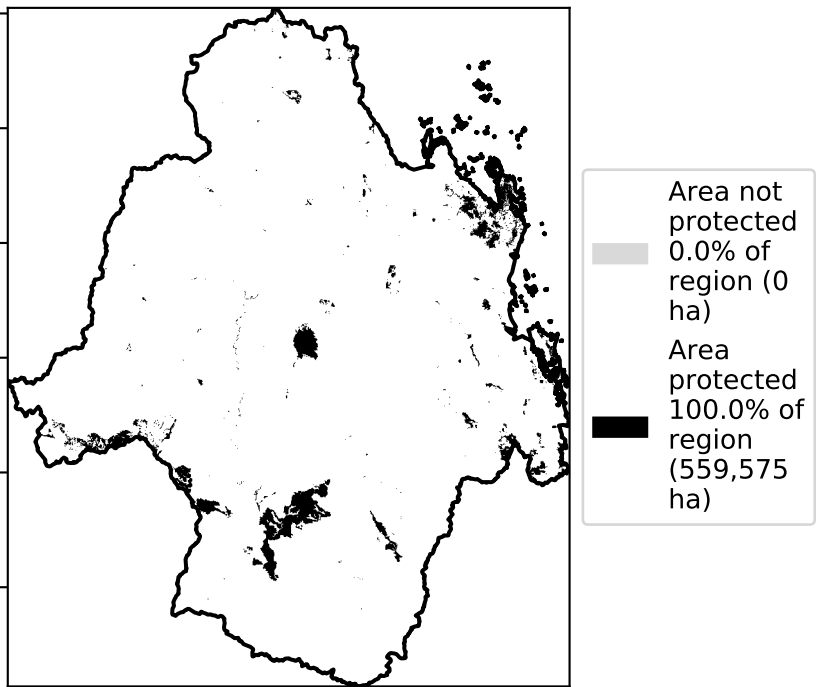 Area not
protected
0.0% of
region (0
ha)
Area
protected
100.0% of
region
(559,575
ha)